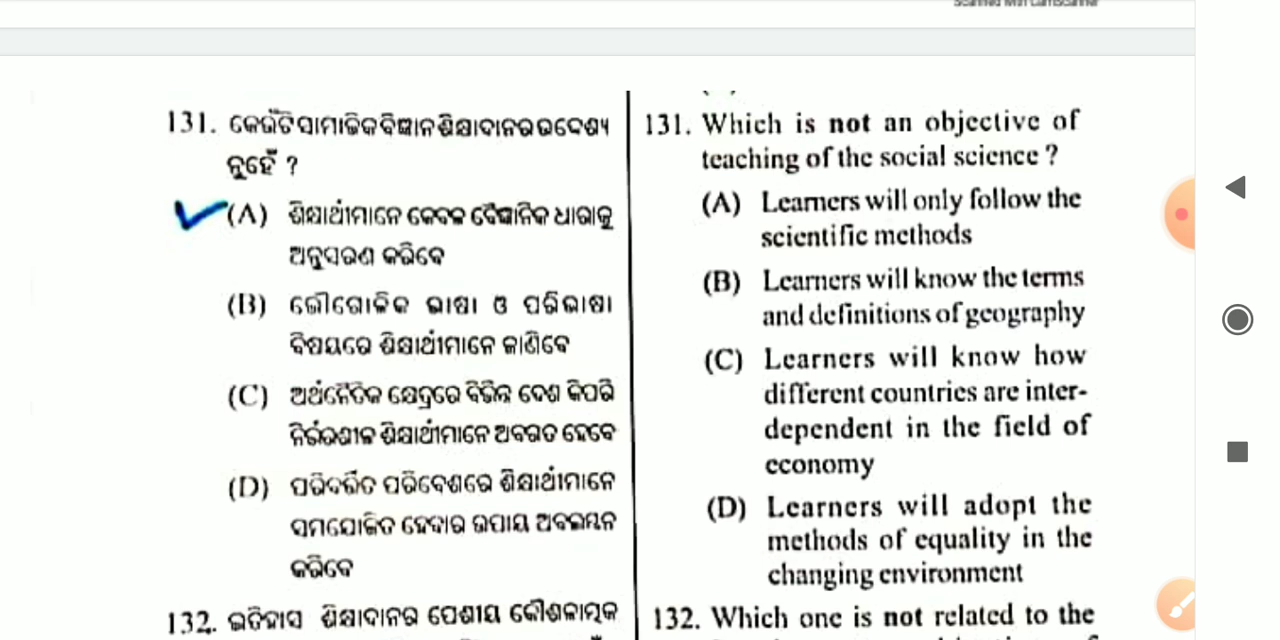 Scanned with CamScanner
131. କେଉଁଟି ସାମାଜିକ ବିଜ୍ଞାନ ଶିକ୍ଷାଦାନର ଉଦ୍ଦେଶ୍ୟ
ନୁହେଁ ?
(A) ଶିକ୍ଷାର୍ଥୀମାନେ କେବଳ ବୈଜ୍ଞାନିକ ଧାରାକୁ
ଅନୁସରଣ କରିବେ
(B) ଭୌଗୋଳିକ ଭାଷା ଓ ପରିଭାଷା
ବିଷୟରେ ଶିକ୍ଷାର୍ଥୀମାନେ ଜାଣିବେ
(C) ଅର୍ଥନୈତିକ କ୍ଷେତ୍ରରେ ବିଭିନ୍ନ ଦେଶ କିପରି
ନିର୍ଭରଶୀଳ ଶିକ୍ଷାର୍ଥୀମାନେ ଅବଗତ ହେବେ
(D) ପରିବର୍ତ୍ତିତ ପରିବେଶରେ ଶିକ୍ଷାର୍ଥୀମାନେ
ସମଯୋଜିତ ହେବାର ଉପାୟ ଅବଲମ୍ବନ
କରିବେ
132. ଇତିହାସ ଶିକ୍ଷାଦାନର ପେଶୀୟ କୌଶଳାତ୍ମକ
131. Which is not an objective of
teaching of the social science ?
(A) Learners will only follow the
scientific methods
(B) Learners will know the terms
and definitions of geography
(C) Learners will know how
different countries are inter-
dependent in the field of
economy
(D) Learners will adopt the
methods of equality in the
changing environment
132. Which one is not related to the